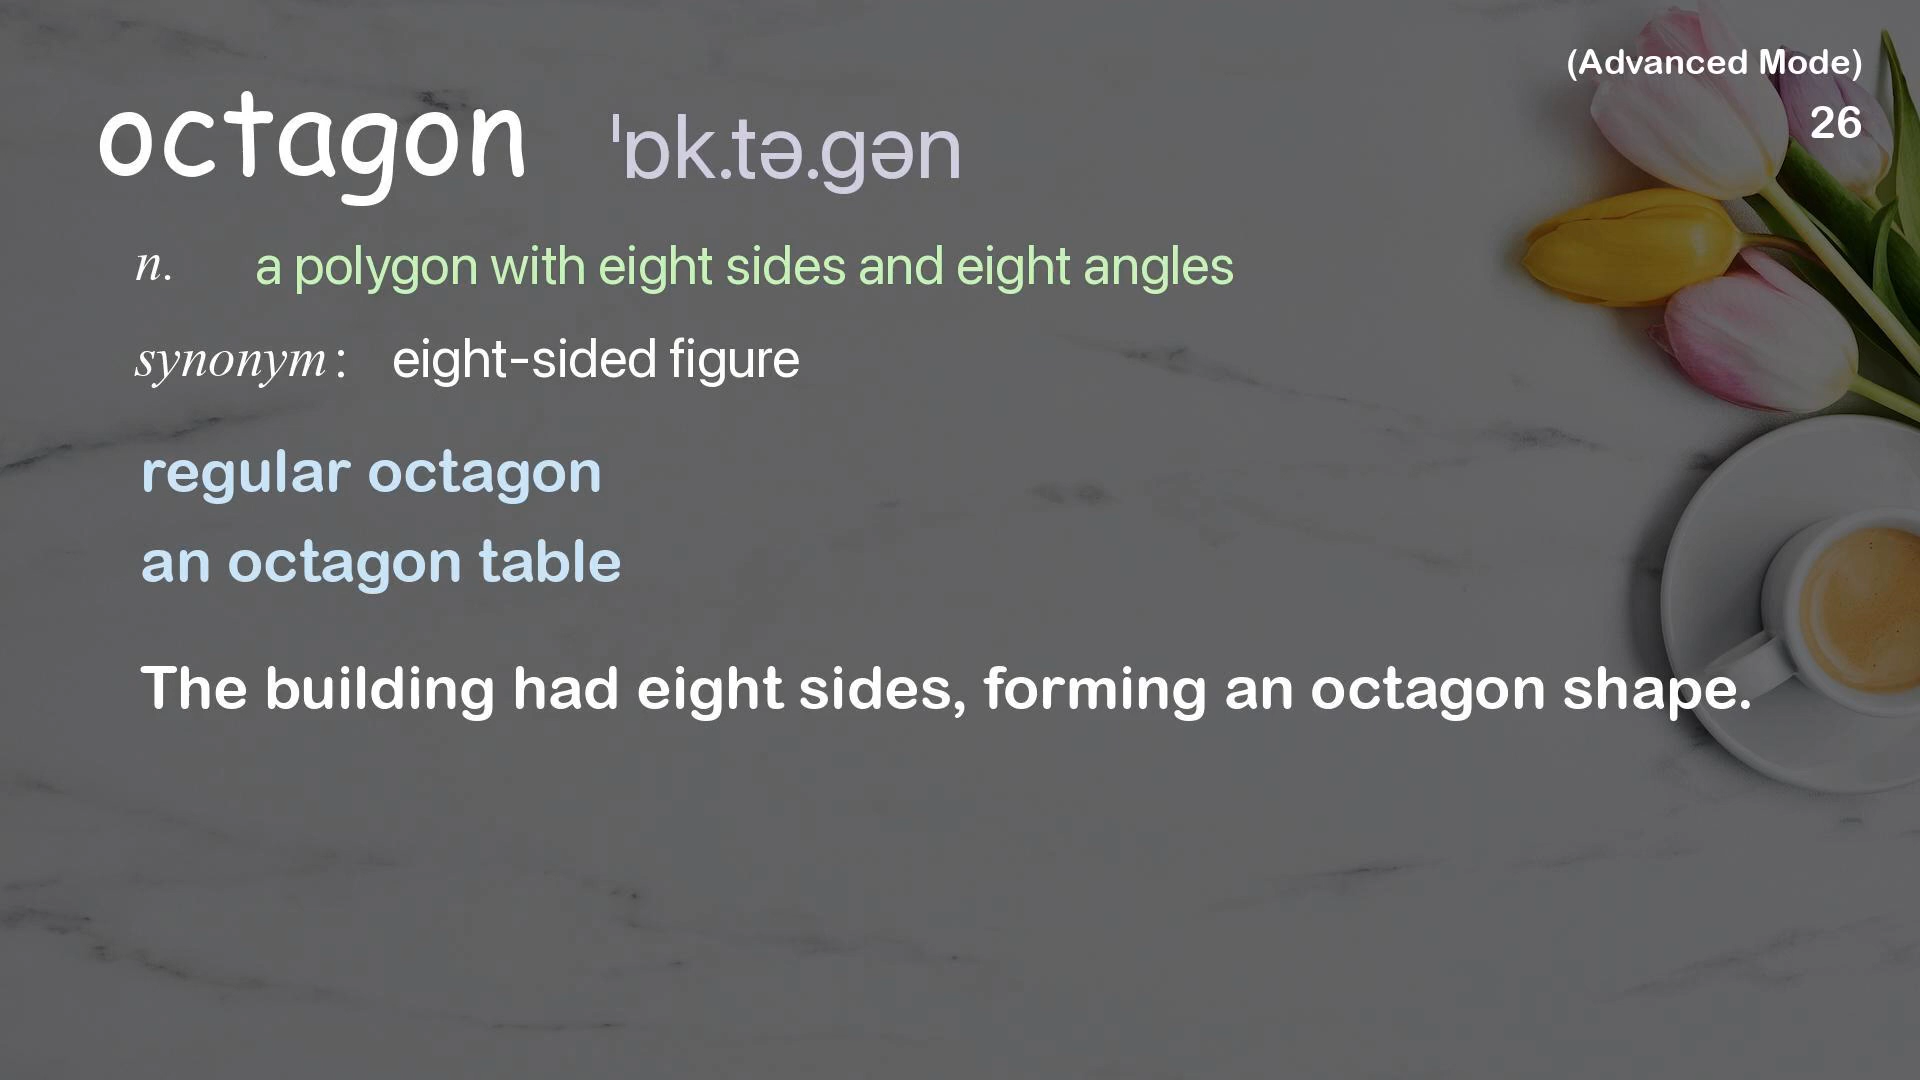 (Advanced Mode)
26
octagon ˈɒk.tə.gən
n. a polygon with eight sides and eight angles
synonym: eight-sided figure
regular octagon
an octagon table
The building had eight sides, forming an octagon shape.